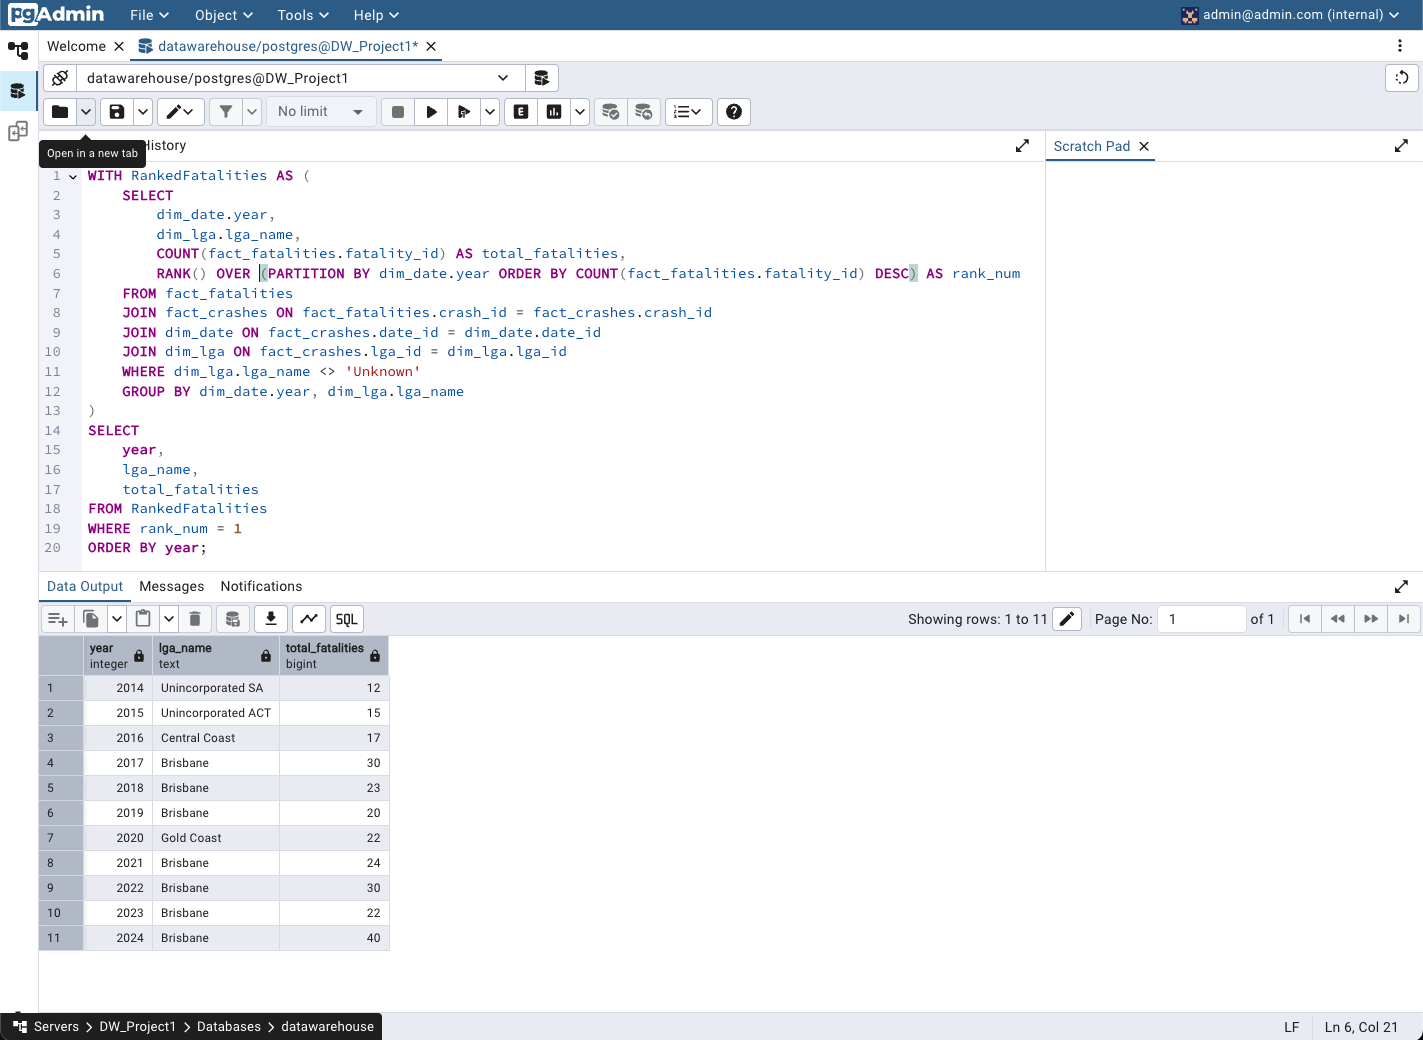 pgAdmin File Object Tools Help admin@admin.com (internal)
Welcome datawarehouse/postgres@DW_Project1*
datawarehouse/postgres@DW_Project1
No limit
Open in a new tab History Scratch Pad
1 WITH RankedFatalities AS (
2 SELECT
3 dim_date.year,
4 dim_lga.lga_name,
5 COUNT(fact_fatalities.fatality_id) AS total_fatalities,
6 RANK() OVER (PARTITION BY dim_date.year ORDER BY COUNT(fact_fatalities.fatality_id) DESC) AS rank_num
7 FROM fact_fatalities
8 JOIN fact_crashes ON fact_fatalities.crash_id = fact_crashes.crash_id
9 JOIN dim_date ON fact_crashes.date_id = dim_date.date_id
10 JOIN dim_lga ON fact_crashes.lga_id = dim_lga.lga_id
11 WHERE dim_lga.lga_name <> 'Unknown'
12 GROUP BY dim_date.year, dim_lga.lga_name
13 )
14 SELECT
15 year,
16 lga_name,
17 total_fatalities
18 FROM RankedFatalities
19 WHERE rank_num = 1
20 ORDER BY year;
Data Output Messages Notifications
SQL Showing rows: 1 to 11 Page No: 1 of 1
year lga_name total_fatalities
integer text bigint
1 2014 Unincorporated SA 12
2 2015 Unincorporated ACT 15
3 2016 Central Coast 17
4 2017 Brisbane 30
5 2018 Brisbane 23
6 2019 Brisbane 20
7 2020 Gold Coast 22
8 2021 Brisbane 24
9 2022 Brisbane 30
10 2023 Brisbane 22
11 2024 Brisbane 40
Servers > DW_Project1 > Databases > datawarehouse LF Ln 6, Col 21